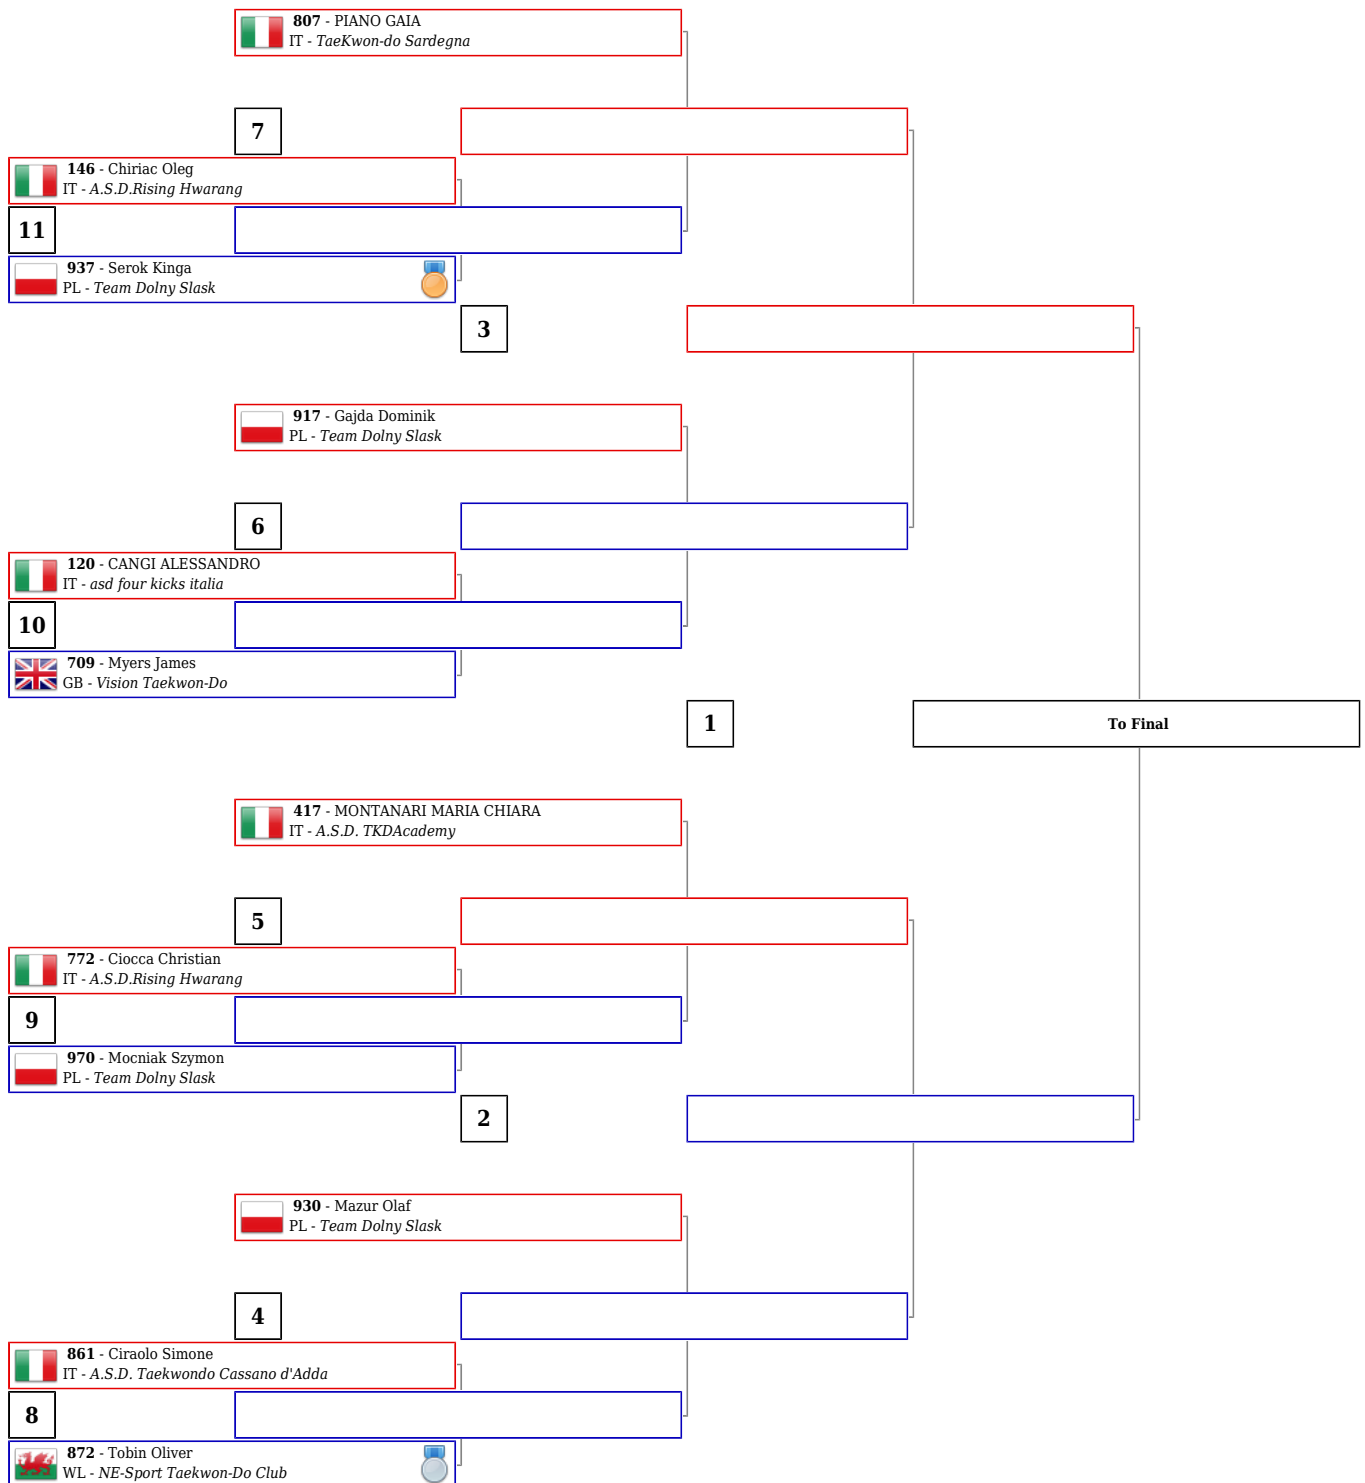 807 - PIANO GAIA
IT - TaeKwon-do Sardegna
7
146 - Chiriac Oleg
IT - A.S.D.Rising Hwarang
11
937 - Serok Kinga
PL - Team Dolny Slask
3
917 - Gajda Dominik
PL - Team Dolny Slask
6
120 - CANGI ALESSANDRO
IT - asd four kicks italia
10
709 - Myers James
GB - Vision Taekwon-Do
1
To Final
417 - MONTANARI MARIA CHIARA
IT - A.S.D. TKDAcademy
5
772 - Ciocca Christian
IT - A.S.D.Rising Hwarang
9
970 - Mocniak Szymon
PL - Team Dolny Slask
2
930 - Mazur Olaf
PL - Team Dolny Slask
4
861 - Ciraolo Simone
IT - A.S.D. Taekwondo Cassano d'Adda
8
872 - Tobin Oliver
WL - NE-Sport Taekwon-Do Club